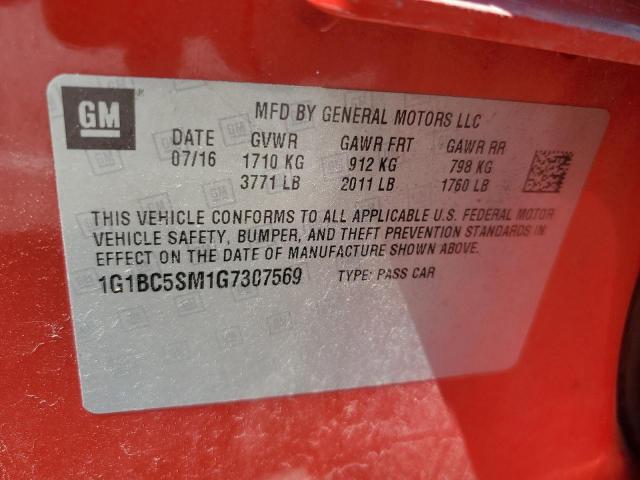 GM
MFD BY GENERAL MOTORS LLC
DATE GVWR GAWR FRT GAWR RR
07/16 1710 KG 912 KG 798 KG
3771 LB 2011 LB 1760 LB
THIS VEHICLE CONFORMS TO ALL APPLICABLE U.S. FEDERAL MOTOR
VEHICLE SAFETY, BUMPER, AND THEFT PREVENTION STANDARDS IN
EFFECT ON THE DATE OF MANUFACTURE SHOWN ABOVE.
1G1BC5SM1G7307569 TYPE: PASS CAR